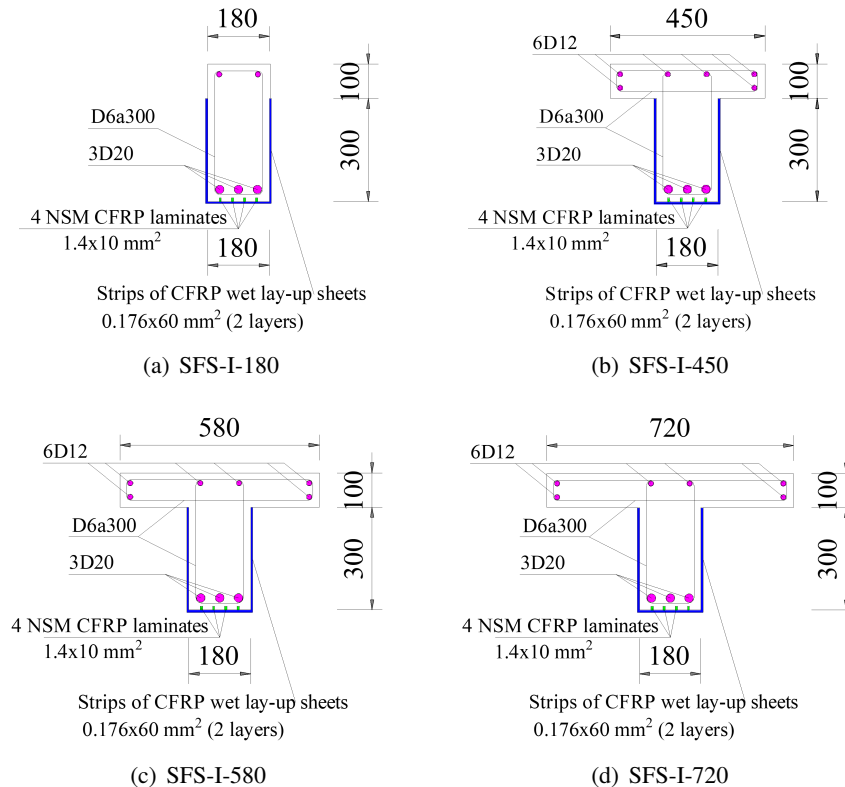 180
100
300
D6a300
3D20
4 NSM CFRP laminates
1.4x10 mm²
180
Strips of CFRP wet lay-up sheets
0.176x60 mm² (2 layers)
(a) SFS-I-180
450
6D12
100
300
D6a300
3D20
4 NSM CFRP laminates
1.4x10 mm²
180
Strips of CFRP wet lay-up sheets
0.176x60 mm² (2 layers)
(b) SFS-I-450
580
6D12
100
300
D6a300
3D20
4 NSM CFRP laminates
1.4x10 mm²
180
Strips of CFRP wet lay-up sheets
0.176x60 mm² (2 layers)
(c) SFS-I-580
720
6D12
100
300
D6a300
3D20
4 NSM CFRP laminates
1.4x10 mm²
180
Strips of CFRP wet lay-up sheets
0.176x60 mm² (2 layers)
(d) SFS-I-720